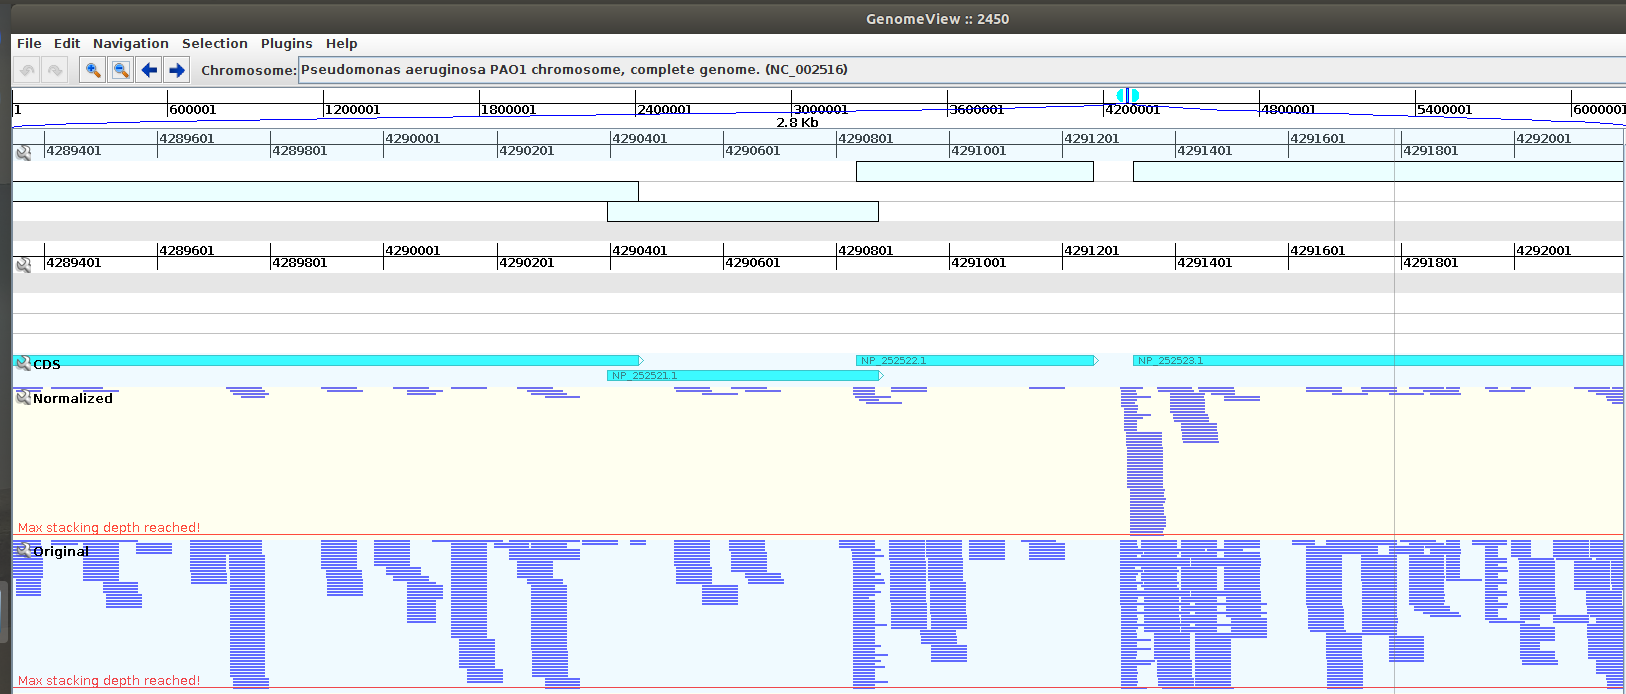 GenomeView :: 2450
File Edit Navigation Selection Plugins Help
Chromosome: Pseudomonas aeruginosa PAO1 chromosome, complete genome. (NC_002516)
1 600001 1200001 1800001 2400001 3000001 3600001 4200001 4800001 5400001 6000001
2.8 Kb
4289601 4290001 4290401 4290801 4291201 4291601 4292001
4289401 4289801 4290201 4290601 4291001 4291401 4291801
4289601 4290001 4290401 4290801 4291201 4291601 4292001
4289401 4289801 4290201 4290601 4291001 4291401 4291801
CDS NP_252522.1 NP_252523.1
NP_252521.1
Normalized
Max stacking depth reached!
Original
Max stacking depth reached!